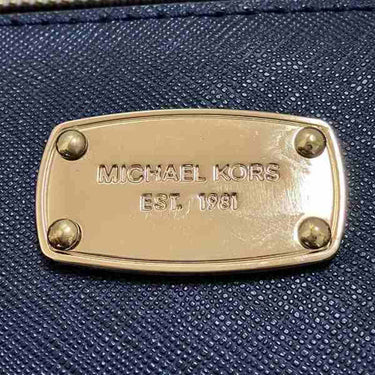 MICHAEL KORS
EST. 1981